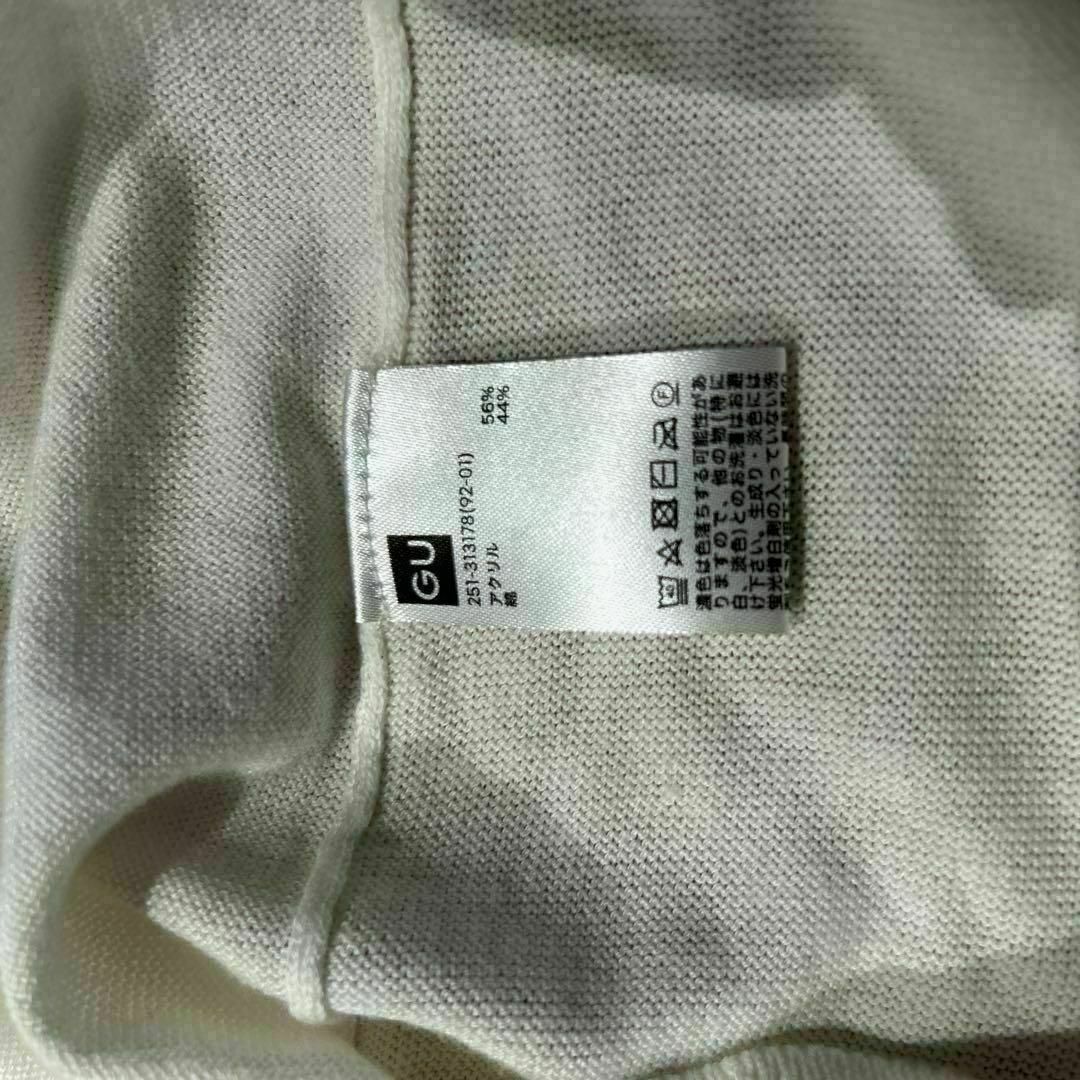 GU
251-313178(92-01)
アクリル 56%
綿 44%
40 F
濃色は色落ちする可能性があ
りますので、他の物(特に
白、淡色)とのお洗濯はお避
け下さい。生成り・淡色には
蛍光増白剤の入っていない洗